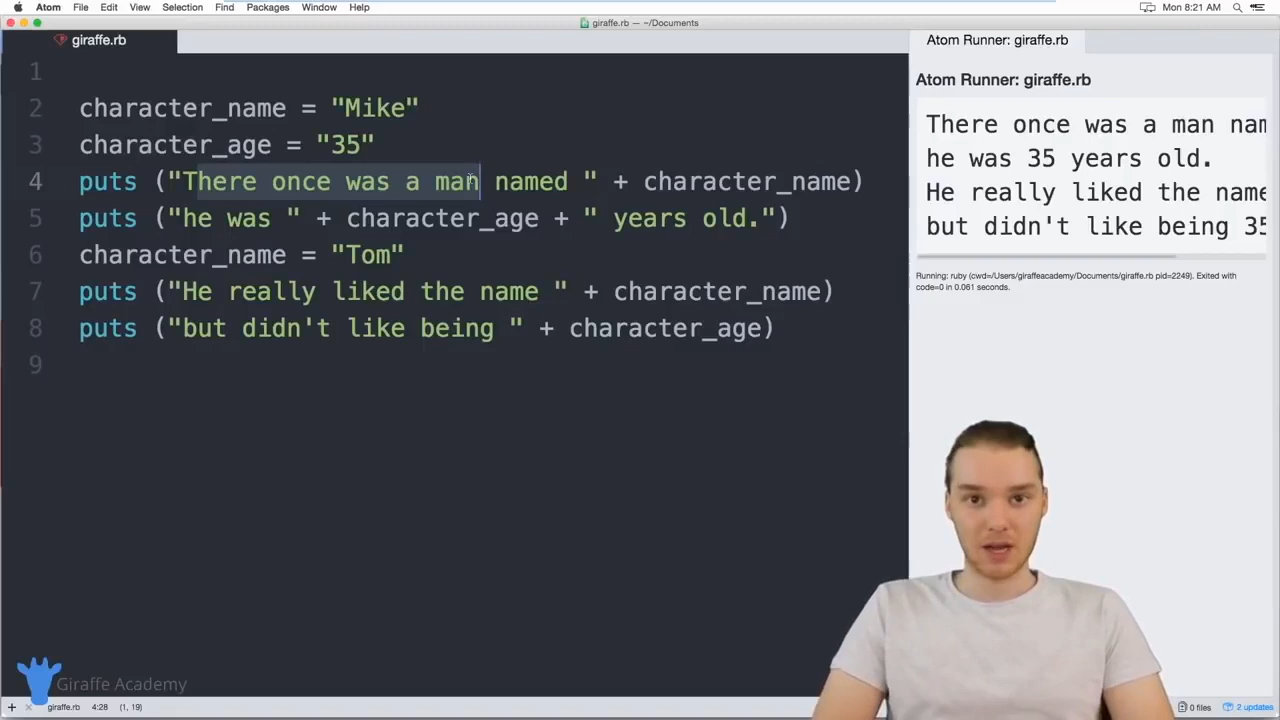 Atom File Edit View Selection Find Packages Window Help Mon 8:21 AM
giraffe.rb — ~/Documents
giraffe.rb
Atom Runner: giraffe.rb
Atom Runner: giraffe.rb
1
2 character_name = "Mike"
3 character_age = "35"
4 puts ("There once was a man named " + character_name)
5 puts ("he was " + character_age + " years old.")
6 character_name = "Tom"
7 puts ("He really liked the name " + character_name)
8 puts ("but didn't like being " + character_age)
9
There once was a man nam
he was 35 years old.
He really liked the name
but didn't like being 35
Running: ruby (cwd=/Users/giraffeacademy/Documents/giraffe.rb pid=2249). Exited with
code=0 in 0.061 seconds.
Giraffe Academy
giraffe.rb 4:28 (1, 19) 0 files 2 updates